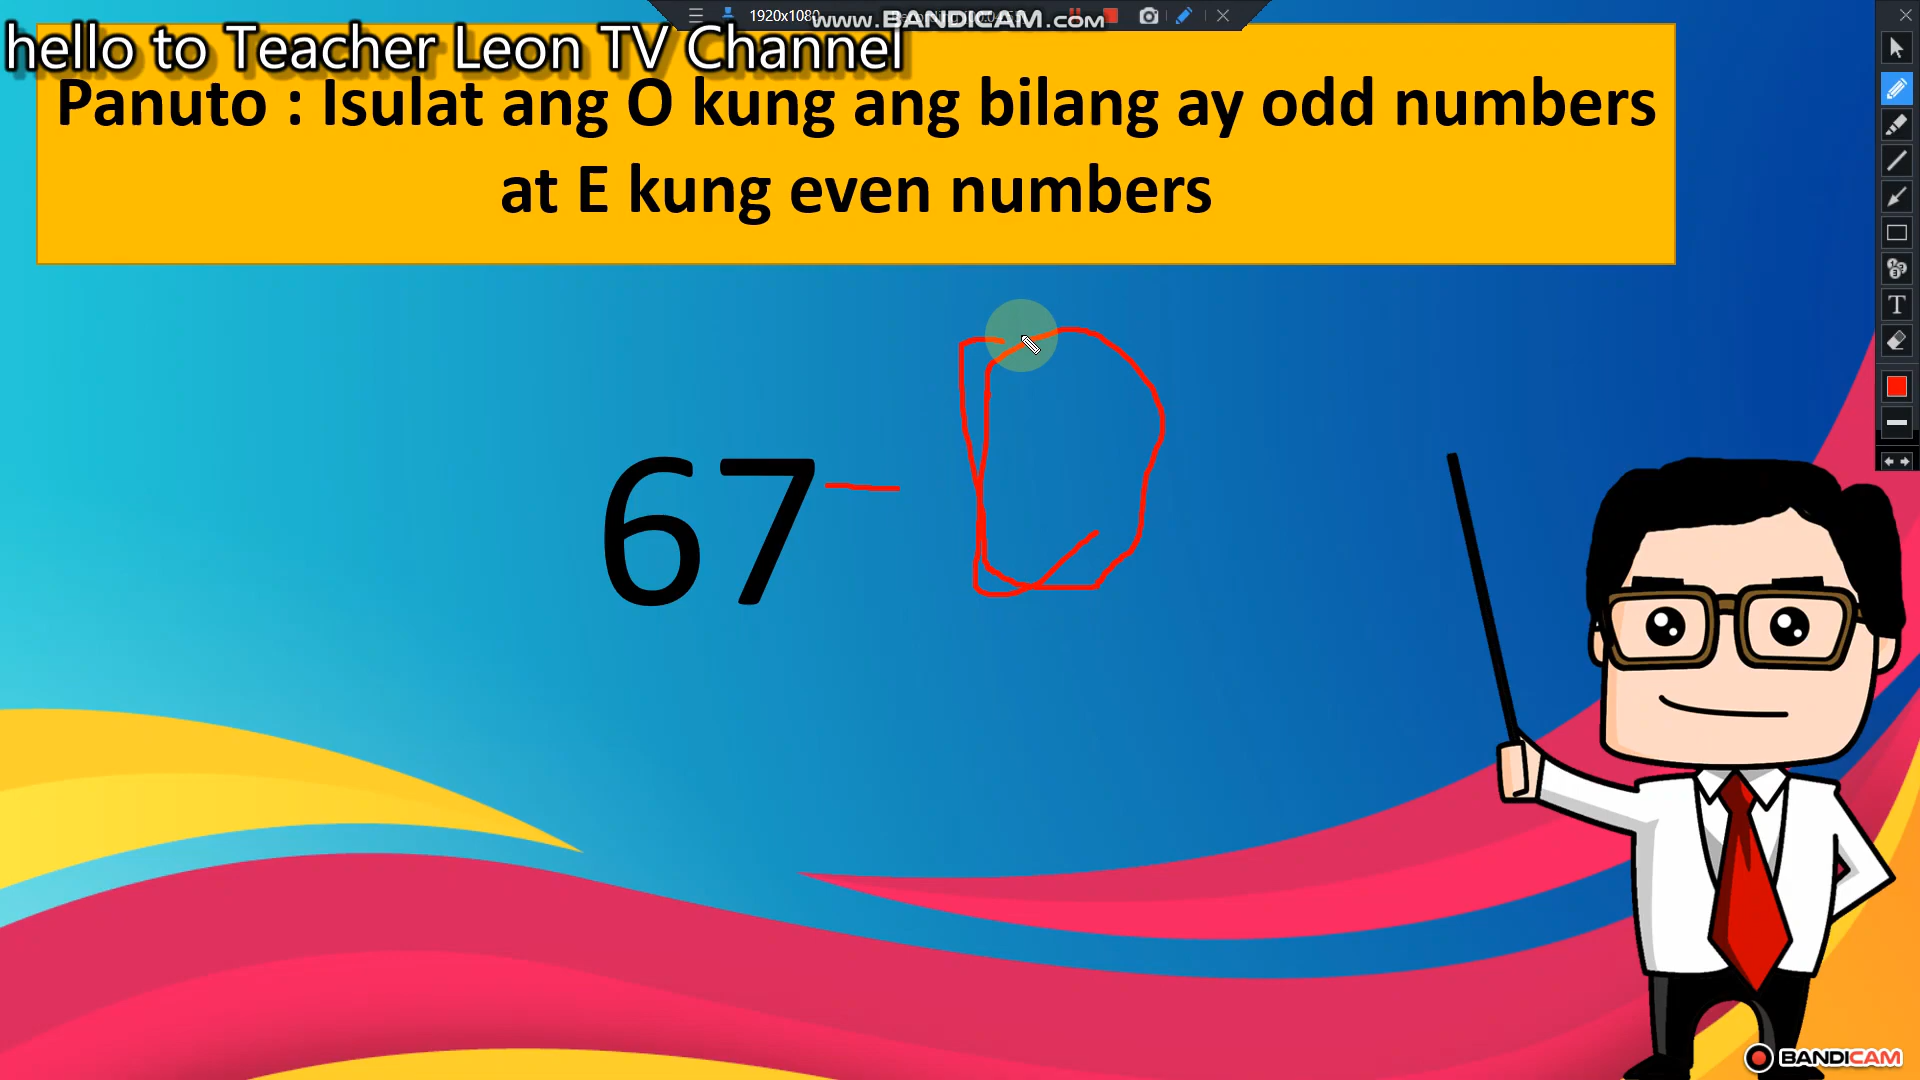 1920x1080
www.BANDICAM.com
hello to Teacher Leon TV Channel
Panuto : Isulat ang O kung ang bilang ay odd numbers
at E kung even numbers
67 — O
BANDICAM